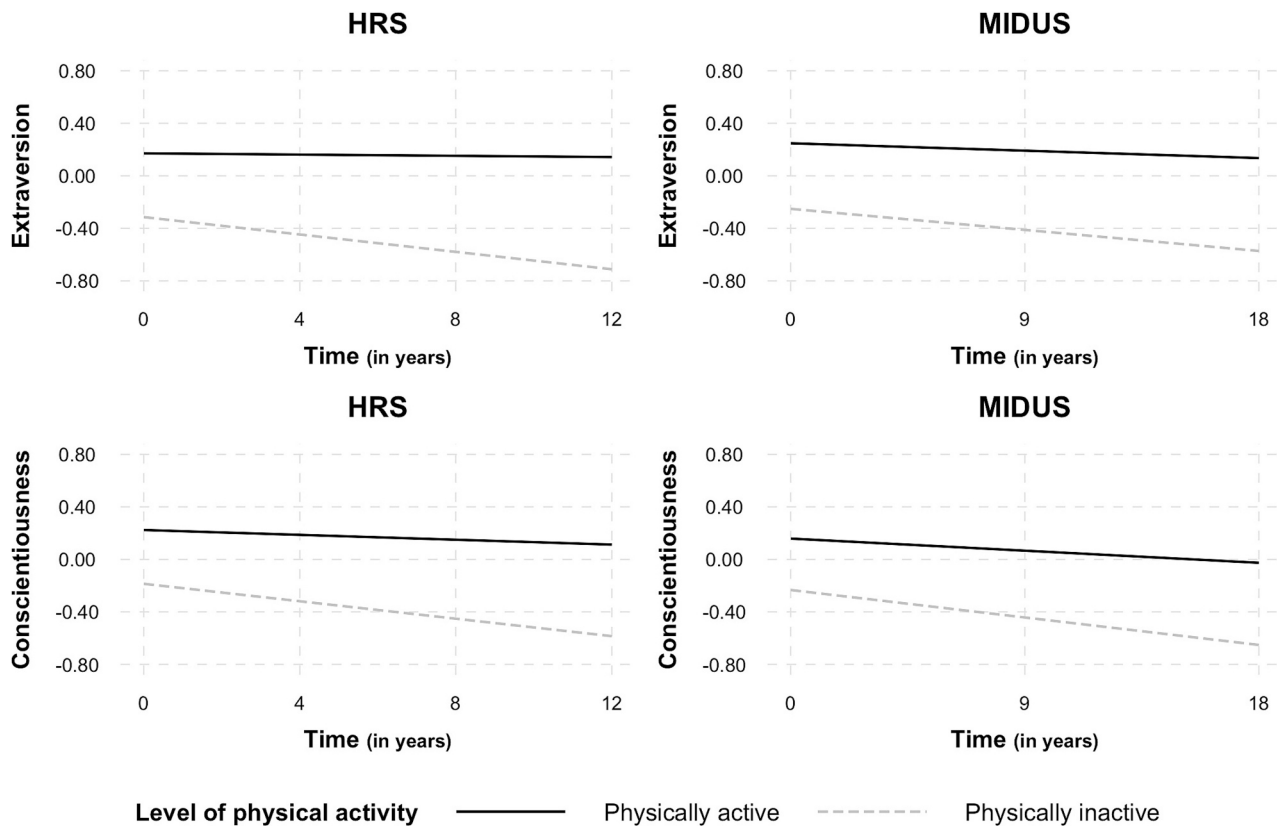 HRS
0.80
0.40
0.00
-0.40
-0.80
Extraversion
0 4 8 12
Time (in years)
MIDUS
0.80
0.40
0.00
-0.40
-0.80
Extraversion
0 9 18
Time (in years)
HRS
0.80
0.40
0.00
-0.40
-0.80
Conscientiousness
0 4 8 12
Time (in years)
MIDUS
0.80
0.40
0.00
-0.40
-0.80
Conscientiousness
0 9 18
Time (in years)
Level of physical activity Physically active Physically inactive